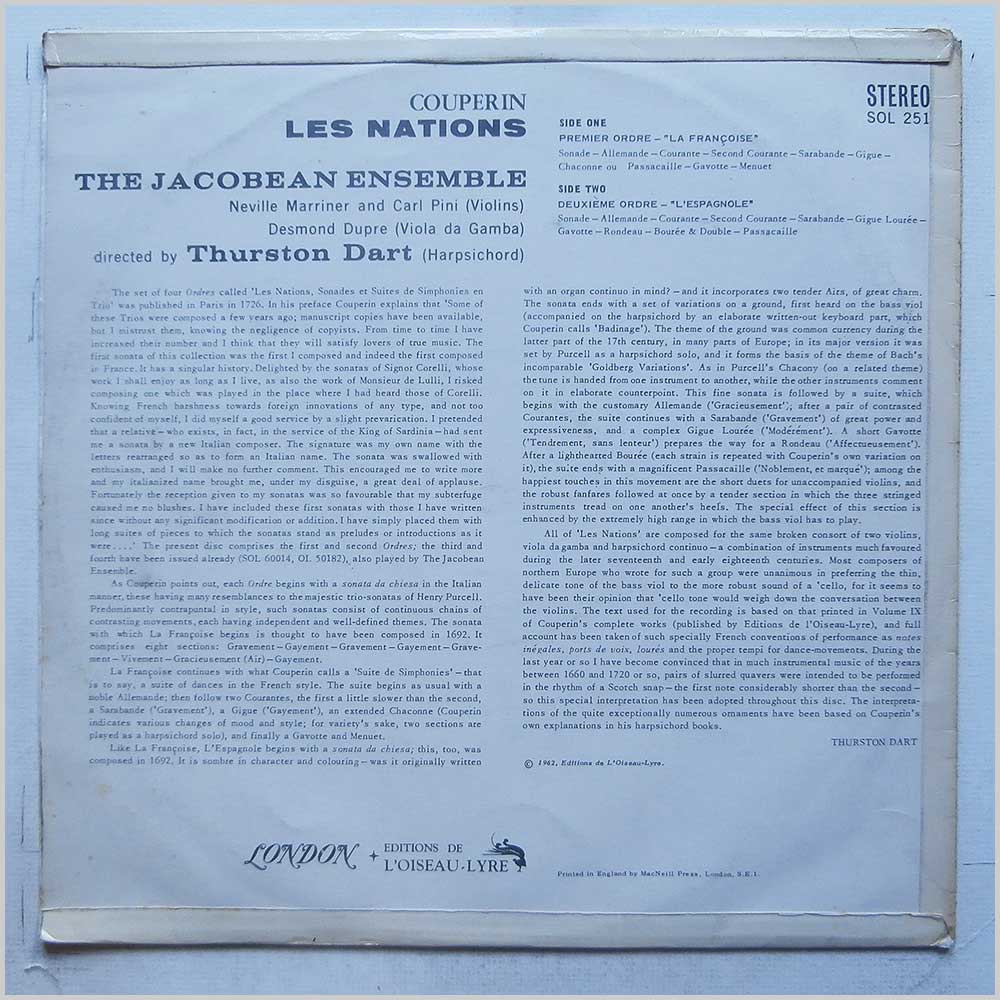 COUPERIN
LES NATIONS
THE JACOBEAN ENSEMBLE
Neville Marriner and Carl Pini (Violins)
Desmond Dupre (Viola da Gamba)
directed by Thurston Dart (Harpsichord)
STEREO
SOL 251
SIDE ONE
PREMIER ORDRE – "LA FRANÇOISE"
Sonade – Allemande – Courante – Second Courante – Sarabande – Gigue –
Chaconne ou Passacaille – Gavotte – Menuet
SIDE TWO
DEUXIÈME ORDRE – "L'ESPAGNOLE"
Sonade – Allemande – Courante – Second Courante – Sarabande – Gigue Lourée –
Gavotte – Rondeau – Bourée & Double – Passacaille
The set of four Ordres called 'Les Nations, Sonades et Suites de Simphonies en
Trio' was published in Paris in 1726. In his preface Couperin explains that 'Some of
these Trios were composed a few years ago; manuscript copies have been available,
but I mistrust them, knowing the negligence of copyists. From time to time I have
increased their number and I think that they will satisfy lovers of true music. The
first sonata of this collection was the first I composed and indeed the first composed
in France. It has a singular history. Delighted by the sonatas of Signor Corelli, whose
work I shall enjoy as long as I live, as also the work of Monsieur de Lulli, I risked
composing one which was played in the place where I had heard those of Corelli.
Knowing French harshness towards foreign innovations of any type, and not too
confident of myself, I did myself a good service by a slight prevarication. I pretended
that a relative – who exists, in fact, in the service of the King of Sardinia – had sent
me a sonata by a new Italian composer. The signature was my own name with the
letters rearranged so as to form an Italian name. The sonata was swallowed with
enthusiasm, and I will make no further comment. This encouraged me to write more
and my italianized name brought me, under my disguise, a great deal of applause.
Fortunately the reception given to my sonatas was so favourable that my subterfuge
caused me no blushes. I have included these first sonatas with those I have written
since without any significant modification or addition. I have simply placed them with
long suites of pieces to which the sonatas stand as preludes or introductions as it
were . . . .' The present disc comprises the first and second Ordres; the third and
fourth have been issued already (SOL 60014, OL 50182), also played by The Jacobean
Ensemble.
As Couperin points out, each Ordre begins with a sonata da chiesa in the Italian
manner, these having many resemblances to the majestic trio-sonatas of Henry Purcell.
Predominantly contrapuntal in style, such sonatas consist of continuous chains of
contrasting movements, each having independent and well-defined themes. The sonata
with which La Françoise begins is thought to have been composed in 1692. It
comprises eight sections: Gravement – Gayement – Gravement – Gayement – Grave-
ment – Vivement – Gracieusement (Air) – Gayement.
La Françoise continues with what Couperin calls a 'Suite de Simphonies' – that
is to say, a suite of dances in the French style. The suite begins as usual with a
noble Allemande; then follow two Courantes, the first a little slower than the second,
a Sarabande ('Gravement'), a Gigue ('Gayement'), an extended Chaconne (Couperin
indicates various changes of mood and style; for variety's sake, two sections are
played as a harpsichord solo), and finally a Gavotte and Menuet.
Like La Françoise, L'Espagnole begins with a sonata da chiesa; this, too, was
composed in 1692. It is sombre in character and colouring – was it originally written
with an organ continuo in mind? – and it incorporates two tender Airs, of great charm.
The sonata ends with a set of variations on a ground, first heard on the bass viol
(accompanied on the harpsichord by an elaborate written-out keyboard part, which
Couperin calls 'Badinage'). The theme of the ground was common currency during the
latter part of the 17th century, in many parts of Europe; in its major version it was
set by Purcell as a harpsichord solo, and it forms the basis of the theme of Bach's
incomparable 'Goldberg Variations'. As in Purcell's Chacony (on a related theme)
the tune is handed from one instrument to another, while the other instruments comment
on it in elaborate counterpoint. This fine sonata is followed by a suite, which
begins with the customary Allemande ('Gracieusement'); after a pair of contrasted
Courantes, the suite continues with a Sarabande ('Gravement') of great power and
expressiveness, and a complex Gigue Lourée ('Modérément'). A short Gavotte
('Tendrement, sans lenteur') prepares the way for a Rondeau ('Affectueusement').
After a lighthearted Bourée (each strain is repeated with Couperin's own variation on
it), the suite ends with a magnificent Passacaille ('Noblement, et marqué'); among the
happiest touches in this movement are the short duets for unaccompanied violins, and
the robust fanfares followed at once by a tender section in which the three stringed
instruments tread on one another's heels. The special effect of this section is
enhanced by the extremely high range in which the bass viol has to play.
All of 'Les Nations' are composed for the same broken consort of two violins,
viola da gamba and harpsichord continuo – a combination of instruments much favoured
during the later seventeenth and early eighteenth centuries. Most composers of
northern Europe who wrote for such a group were unanimous in preferring the thin,
delicate tone of the bass viol to the more robust sound of a 'cello, for it seems to
have been their opinion that 'cello tone would weigh down the conversation between
the violins. The text used for the recording is based on that printed in Volume IX
of Couperin's complete works (published by Editions de l'Oiseau-Lyre), and full
account has been taken of such specially French conventions of performance as notes
inégales, ports de voix, lourés and the proper tempi for dance-movements. During the
last year or so I have become convinced that in much instrumental music of the years
between 1660 and 1720 or so, pairs of slurred quavers were intended to be performed
in the rhythm of a Scotch snap – the first note considerably shorter than the second –
so this special interpretation has been adopted throughout this disc. The interpreta-
tions of the quite exceptionally numerous ornaments have been based on Couperin's
own explanations in his harpsichord books.
THURSTON DART
© 1962, Editions de L'Oiseau-Lyre.
LONDON + EDITIONS DE
L'OISEAU-LYRE
Printed in England by MacNeill Press, London, S.E.1.